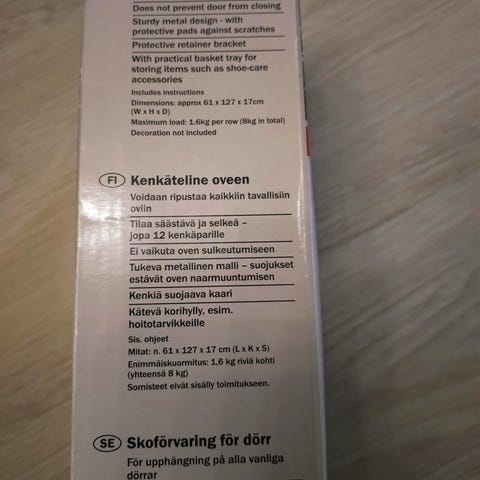 Does not prevent door from closing
Sturdy metal design - with
protective pads against scratches
Protective retainer bracket
With practical basket tray for
storing items such as shoe-care
accessories
Includes instructions
Dimensions: approx 61 x 127 x 17cm
(W x H x D)
Maximum load: 1.6kg per row (8kg in total)
Decoration not included
FI Kenkäteline oveen
Voidaan ripustaa kaikkiin tavallisiin
oviin
Tilaa säästävä ja selkeä –
jopa 12 kenkäparille
Ei vaikuta oven sulkeutumiseen
Tukeva metallinen malli – suojukset
estävät oven naarmuuntumisen
Kenkiä suojaava kaari
Kätevä korihylly, esim.
hoitotarvikkeille
Sis. ohjeet
Mitat: n. 61 x 127 x 17 cm (L x K x S)
Enimmäiskuormitus: 1,6 kg riviä kohti
(yhteensä 8 kg)
Somisteet eivät sisälly toimitukseen.
SE Skoförvaring för dörr
För upphängning på alla vanliga
dörrar